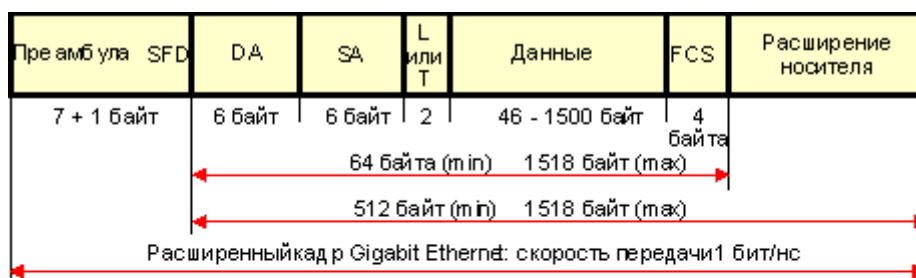 Преамбула SFD
DA
SA
L
или
T
Данные
FCS
Расширение
носителя
7 + 1 байт
6 байт
6 байт
2
46 - 1500 байт
4
байта
64 байта (min) 1518 байт (max)
512 байт (min) 1518 байт (max)
Расширенный кадр Gigabit Ethernet: скорость передачи 1 бит/нс